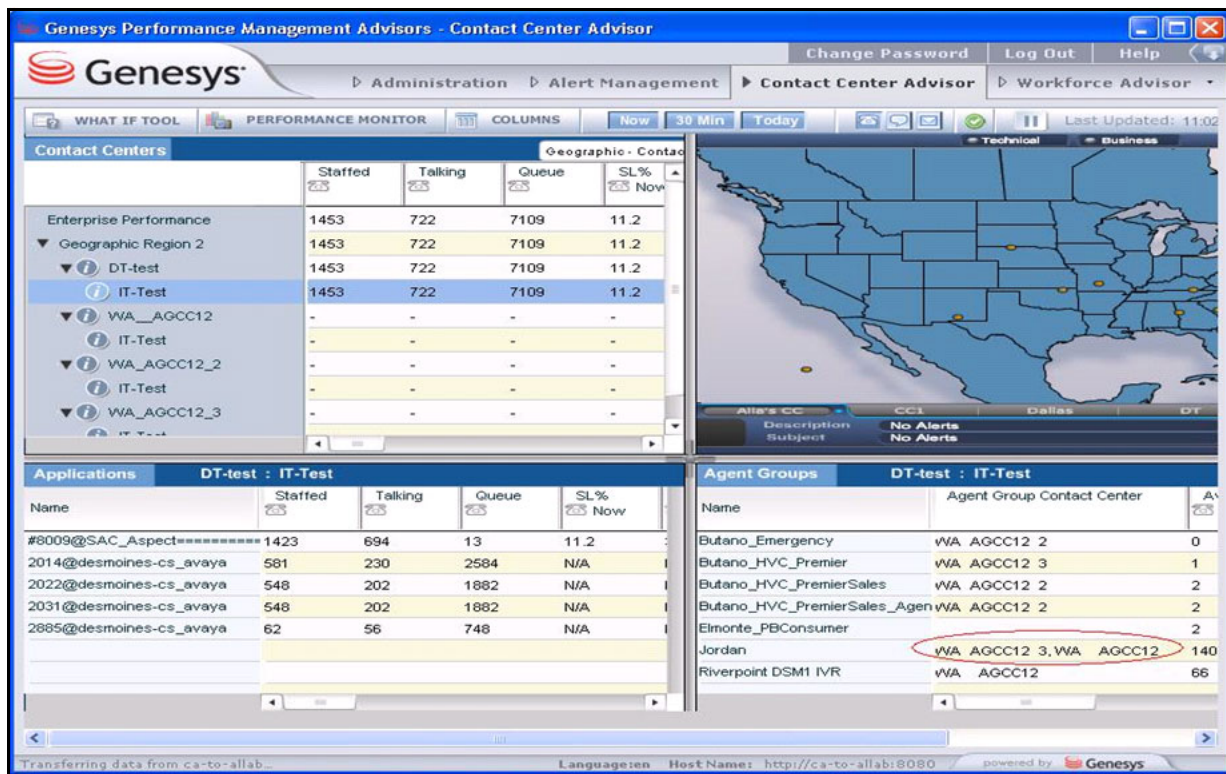 Genesys Performance Management Advisors - Contact Center Advisor
Change Password Log Out Help
Genesys
Administration Alert Management Contact Center Advisor Workforce Advisor
WHAT IF TOOL PERFORMANCE MONITOR COLUMNS Now 30 Min Today Last Updated: 11:02
Contact Centers Geographic - Contac
Technical Business
Staffed Talking Queue SL% Now
Enterprise Performance 1453 722 7109 11.2
Geographic Region 2 1453 722 7109 11.2
DT-test 1453 722 7109 11.2
IT-Test 1453 722 7109 11.2
WA__AGCC12 - - - -
IT-Test - - - -
WA_AGCC12_2 - - - -
IT-Test - - - -
WA_AGCC12_3 - - - -
IT-Test
Alla's CC CC1 Dallas DT
Description No Alerts
Subject No Alerts
Applications DT-test : IT-Test
Name Staffed Talking Queue SL% Now
#8009@SAC_Aspect========== 1423 694 13 11.2
2014@desmoines-cs_avaya 581 230 2584 N/A
2022@desmoines-cs_avaya 548 202 1882 N/A
2031@desmoines-cs_avaya 548 202 1882 N/A
2885@desmoines-cs_avaya 62 56 748 N/A
Agent Groups DT-test : IT-Test
Name Agent Group Contact Center Av
Butano_Emergency WA AGCC12 2 0
Butano_HVC_Premier WA AGCC12 3 1
Butano_HVC_PremierSales WA AGCC12 2 2
Butano_HVC_PremierSales_Agen WA AGCC12 2 2
Elmonte_PBConsumer 2
Jordan WA AGCC12 3,WA AGCC12 140
Riverpoint DSM1 IVR WA AGCC12 66
Transferring data from ca-to-allab... Language:en Host Name: http://ca-to-allab:8080 powered by Genesys